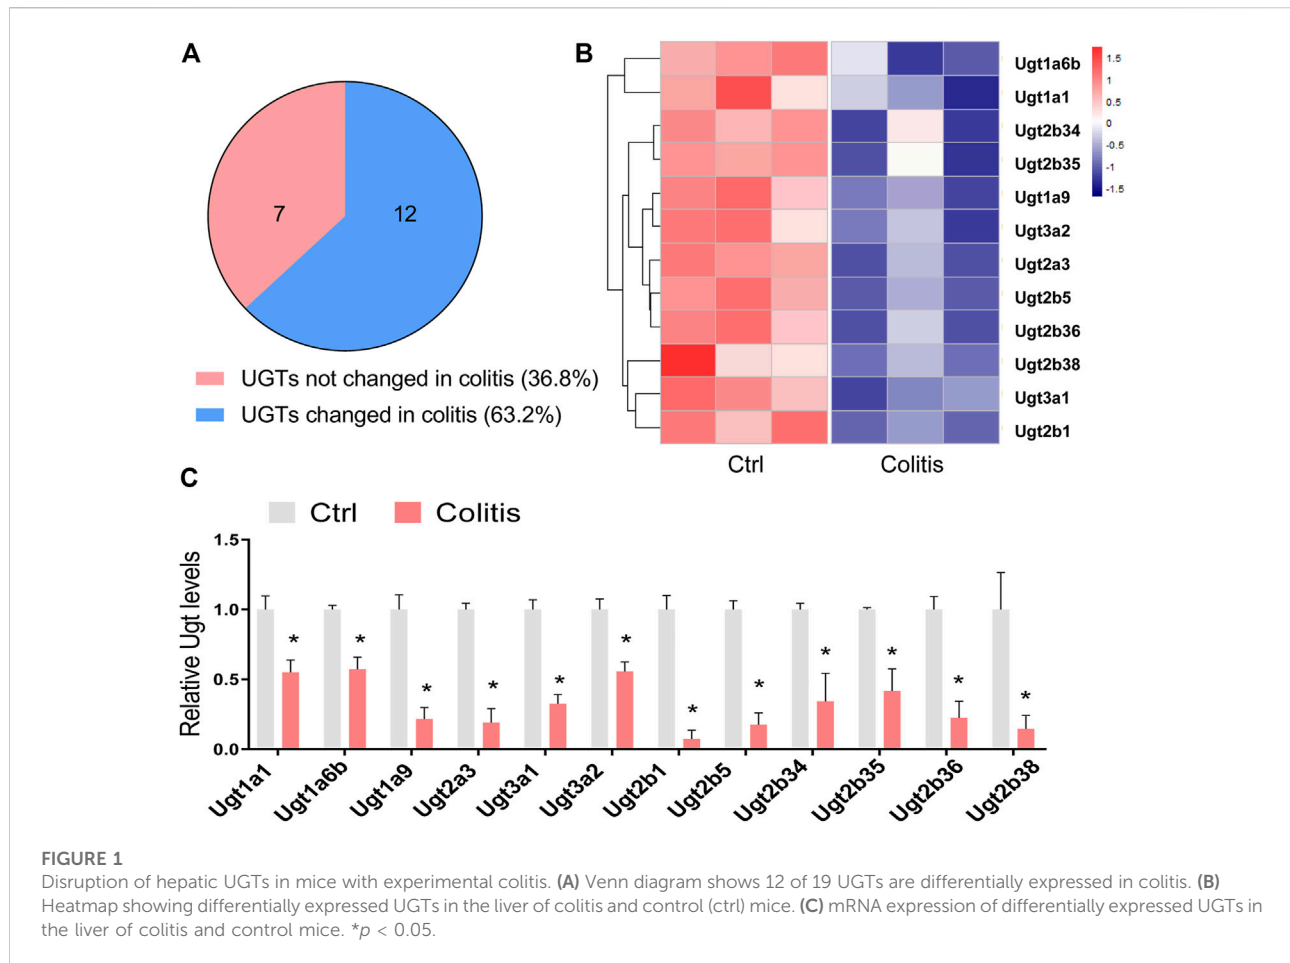 A
7
12
UGTs not changed in colitis (36.8%)
UGTs changed in colitis (63.2%)
B
Ugt1a6b
Ugt1a1
Ugt2b34
Ugt2b35
Ugt1a9
Ugt3a2
Ugt2a3
Ugt2b5
Ugt2b36
Ugt2b38
Ugt3a1
Ugt2b1
1.5
1
0.5
0
-0.5
-1
-1.5
Ctrl
Colitis
C
Ctrl
Colitis
Relative Ugt levels
1.5
1.0
0.5
0.0
* * * * * * * * * * * *
Ugt1a1
Ugt1a6b
Ugt1a9
Ugt2a3
Ugt3a1
Ugt3a2
Ugt2b1
Ugt2b5
Ugt2b34
Ugt2b35
Ugt2b36
Ugt2b38
FIGURE 1
Disruption of hepatic UGTs in mice with experimental colitis. (A) Venn diagram shows 12 of 19 UGTs are differentially expressed in colitis. (B)
Heatmap showing differentially expressed UGTs in the liver of colitis and control (ctrl) mice. (C) mRNA expression of differentially expressed UGTs in
the liver of colitis and control mice. *p < 0.05.